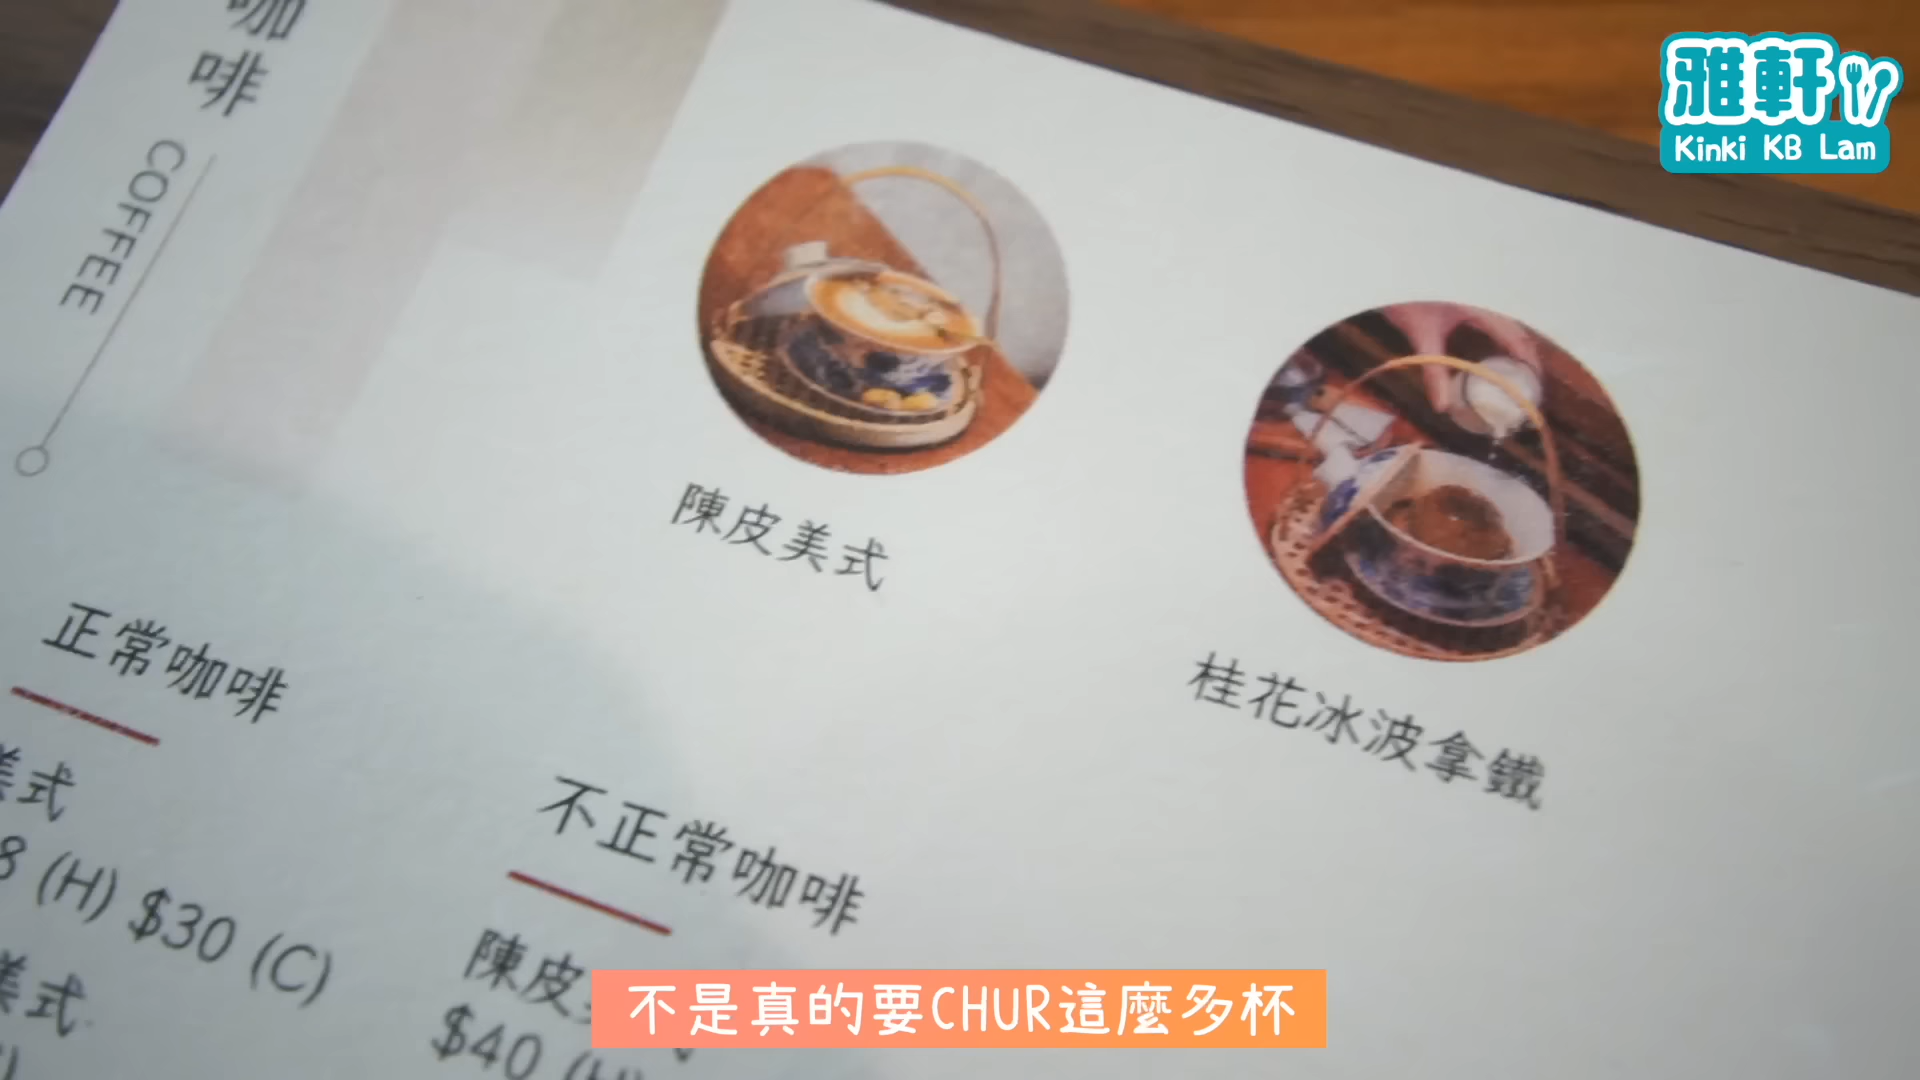 雅軒
Kinki KB Lam
咖啡
COFFEE
陳皮美式
桂花冰波拿鐵
正常咖啡
美式
8 (H) $30 (C)
美式
不正常咖啡
陳皮
$40 (H)
不是真的要CHUR這麼多杯